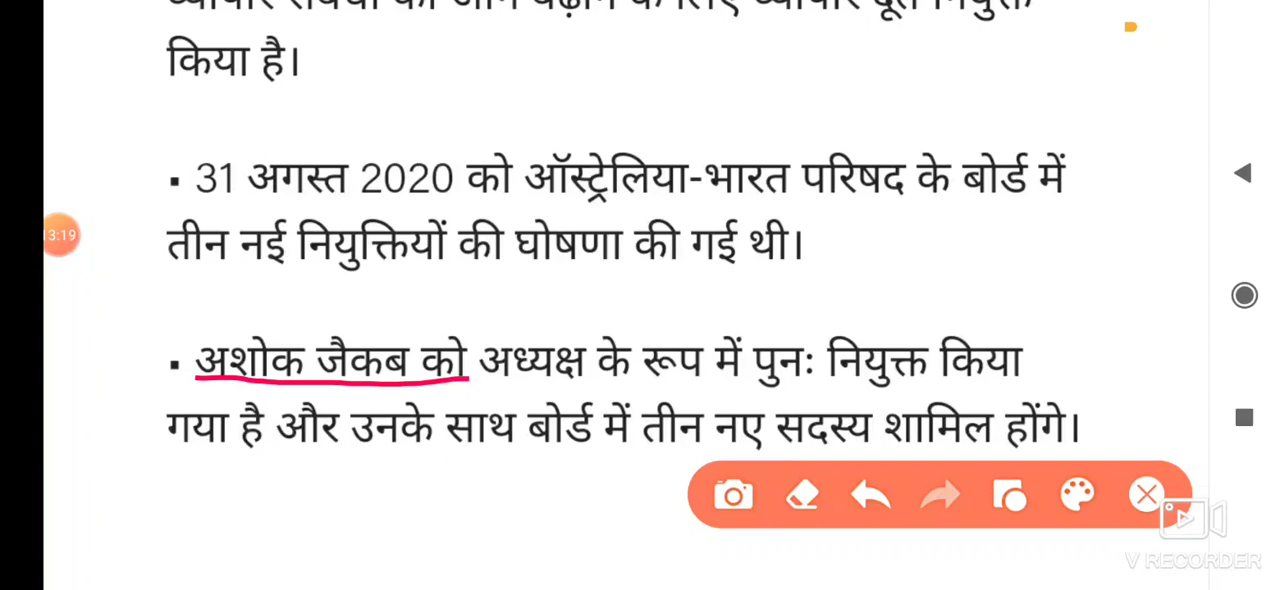 किया है।
▪ 31 अगस्त 2020 को ऑस्ट्रेलिया-भारत परिषद के बोर्ड में
तीन नई नियुक्तियों की घोषणा की गई थी।
13:19
▪ अशोक जैकब को अध्यक्ष के रूप में पुनः नियुक्त किया
गया है और उनके साथ बोर्ड में तीन नए सदस्य शामिल होंगे।
V RECORDER